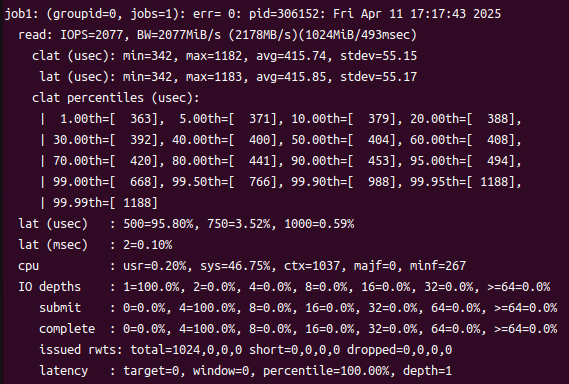 job1: (groupid=0, jobs=1): err= 0: pid=306152: Fri Apr 11 17:17:43 2025
  read: IOPS=2077, BW=2077MiB/s (2178MB/s)(1024MiB/493msec)
    clat (usec): min=342, max=1182, avg=415.74, stdev=55.15
     lat (usec): min=342, max=1183, avg=415.85, stdev=55.17
    clat percentiles (usec):
     |  1.00th=[  363],  5.00th=[  371], 10.00th=[  379], 20.00th=[  388],
     | 30.00th=[  392], 40.00th=[  400], 50.00th=[  404], 60.00th=[  408],
     | 70.00th=[  420], 80.00th=[  441], 90.00th=[  453], 95.00th=[  494],
     | 99.00th=[  668], 99.50th=[  766], 99.90th=[  988], 99.95th=[ 1188],
     | 99.99th=[ 1188]
  lat (usec)   : 500=95.80%, 750=3.52%, 1000=0.59%
  lat (msec)   : 2=0.10%
  cpu          : usr=0.20%, sys=46.75%, ctx=1037, majf=0, minf=267
  IO depths    : 1=100.0%, 2=0.0%, 4=0.0%, 8=0.0%, 16=0.0%, 32=0.0%, >=64=0.0%
     submit    : 0=0.0%, 4=100.0%, 8=0.0%, 16=0.0%, 32=0.0%, 64=0.0%, >=64=0.0%
     complete  : 0=0.0%, 4=100.0%, 8=0.0%, 16=0.0%, 32=0.0%, 64=0.0%, >=64=0.0%
     issued rwts: total=1024,0,0,0 short=0,0,0,0 dropped=0,0,0,0
     latency   : target=0, window=0, percentile=100.00%, depth=1